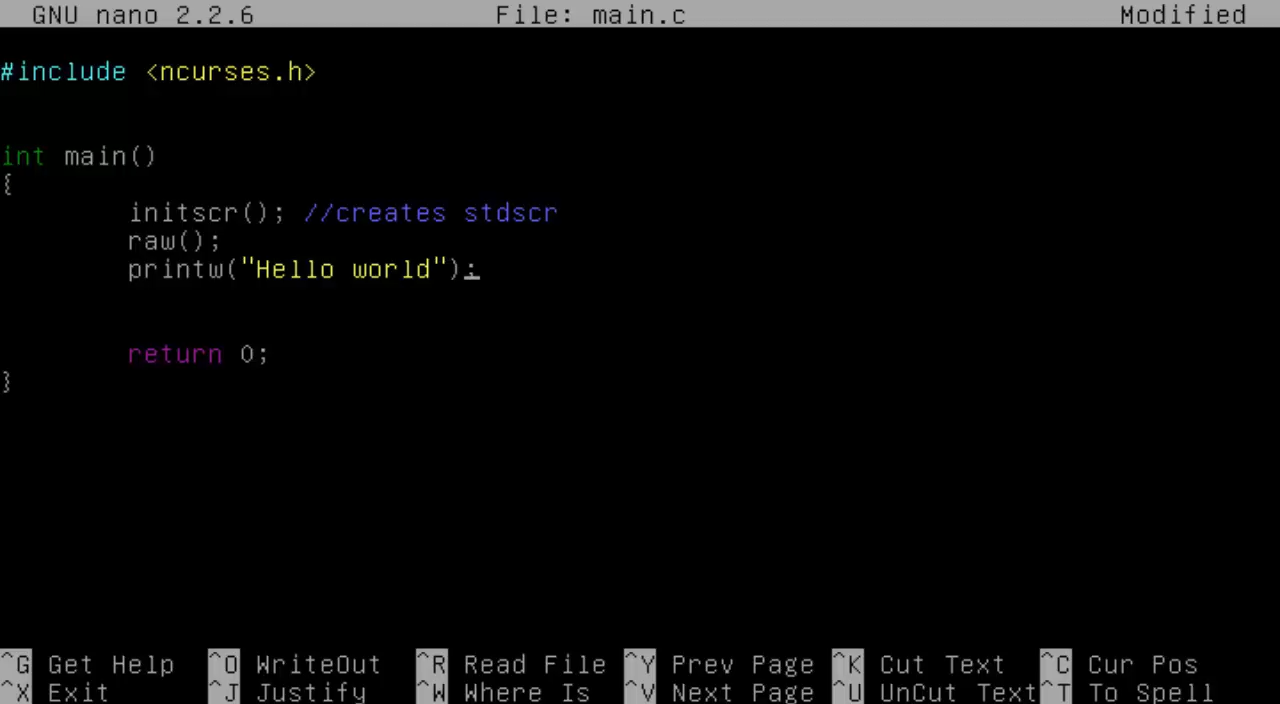 GNU nano 2.2.6 File: main.c Modified
#include <ncurses.h>
int main()
{
initscr(); //creates stdscr
raw();
printw("Hello world");
return 0;
}
^G Get Help ^O WriteOut ^R Read File ^Y Prev Page ^K Cut Text ^C Cur Pos
^X Exit ^J Justify ^W Where Is ^V Next Page ^U UnCut Text ^T To Spell